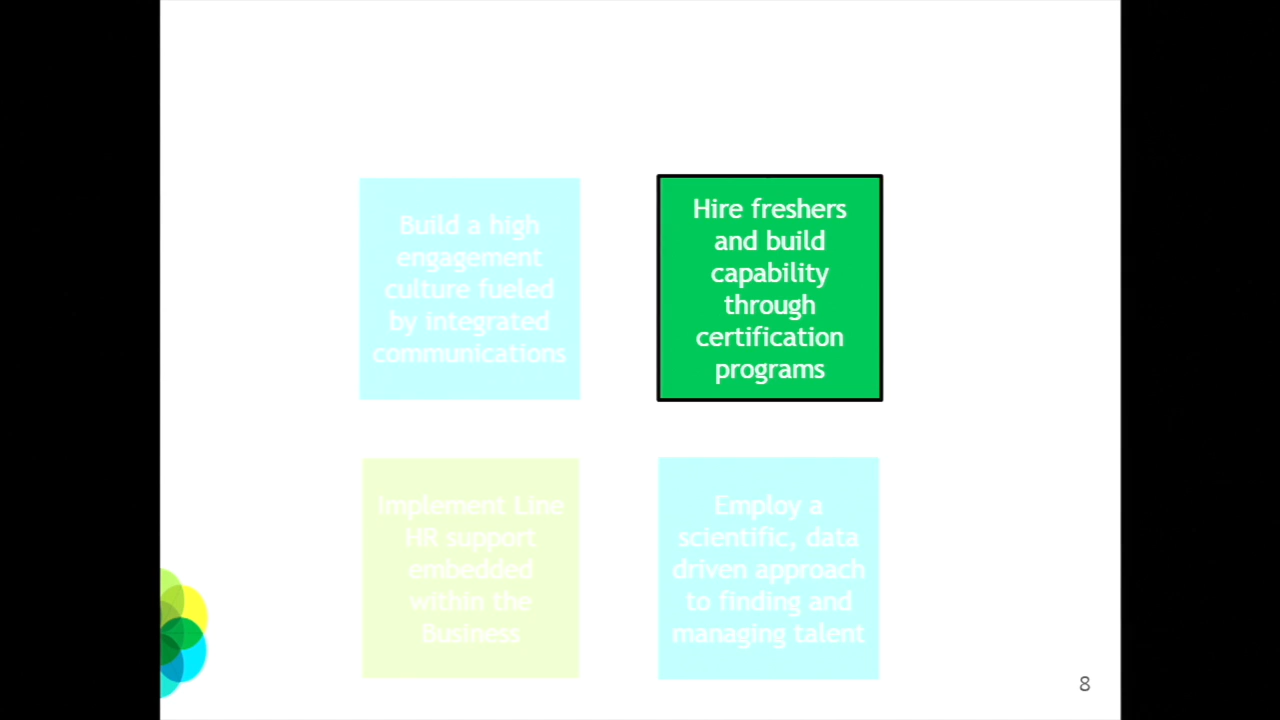 Build a high
engagement
culture fueled
by integrated
communications
Hire freshers
and build
capability
through
certification
programs
Implement Line
HR support
embedded
within the
Business
Employ a
scientific, data
driven approach
to finding and
managing talent
8